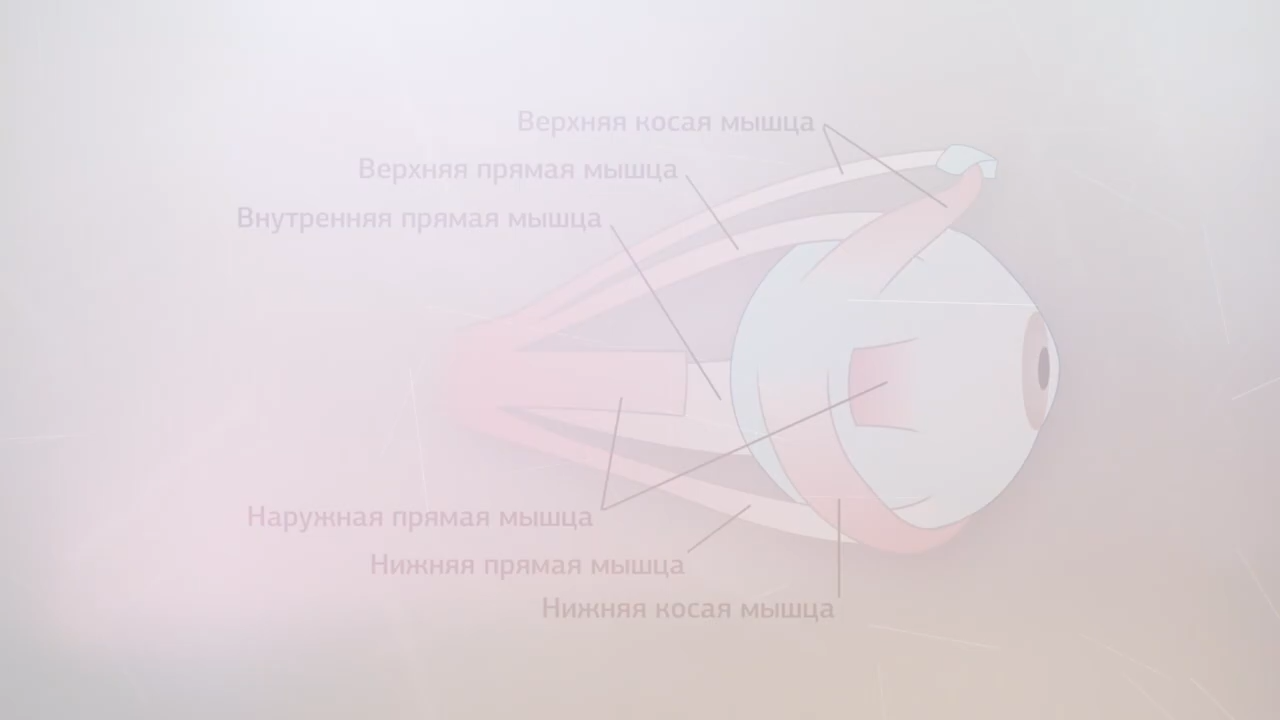 Верхняя косая мышца
Верхняя прямая мышца
Внутренняя прямая мышца
Наружная прямая мышца
Нижняя прямая мышца
Нижняя косая мышца